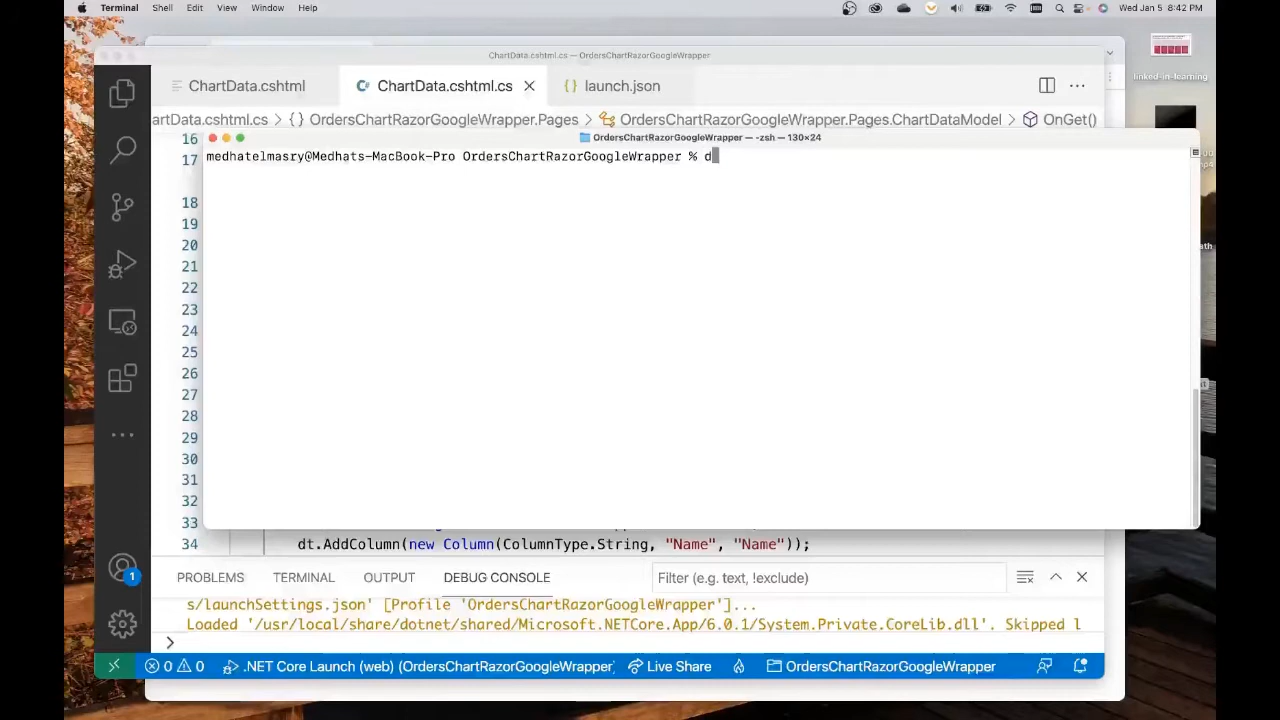 Terminal Shell Edit View Window Help Wed Jan 5 8:42 PM
linked-in-learning
ChartData.cshtml.cs — OrdersChartRazorGoogleWrapper
ChartData.cshtml ChartData.cshtml.cs launch.json
artData.cshtml.cs > {} OrdersChartRazorGoogleWrapper.Pages > OrdersChartRazorGoogleWrapper.Pages.ChartDataModel > OnGet()
OrdersChartRazorGoogleWrapper — -zsh — 130×24
medhatelmasry@Medhats-MacBook-Pro OrdersChartRazorGoogleWrapper % d
16
17
18
19
20
21
22
23
24
25
26
27
28
29
30
31
32
33
34 dt.AddColumn(new Column(ColumnType.String, "Name", "Name"));
PROBLEMS TERMINAL OUTPUT DEBUG CONSOLE Filter (e.g. text, !exclude)
s/launchSettings.json' [Profile 'OrdersChartRazorGoogleWrapper']...
Loaded '/usr/local/share/dotnet/shared/Microsoft.NETCore.App/6.0.1/System.Private.CoreLib.dll'. Skipped l
>
1
0 0 .NET Core Launch (web) (OrdersChartRazorGoogleWrapper) Live Share OrdersChartRazorGoogleWrapper